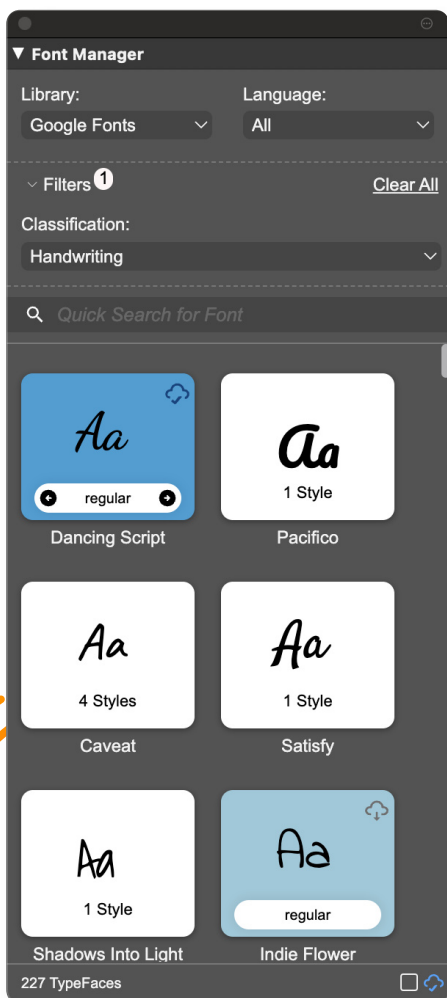 Font Manager
Library: Language:
Google Fonts All
Filters 1 Clear All
Classification:
Handwriting
Quick Search for Font
Aa Aa
regular 1 Style
Dancing Script Pacifico
Aa Aa
4 Styles 1 Style
Caveat Satisfy
Aa Aa
1 Style regular
Shadows Into Light Indie Flower
227 TypeFaces